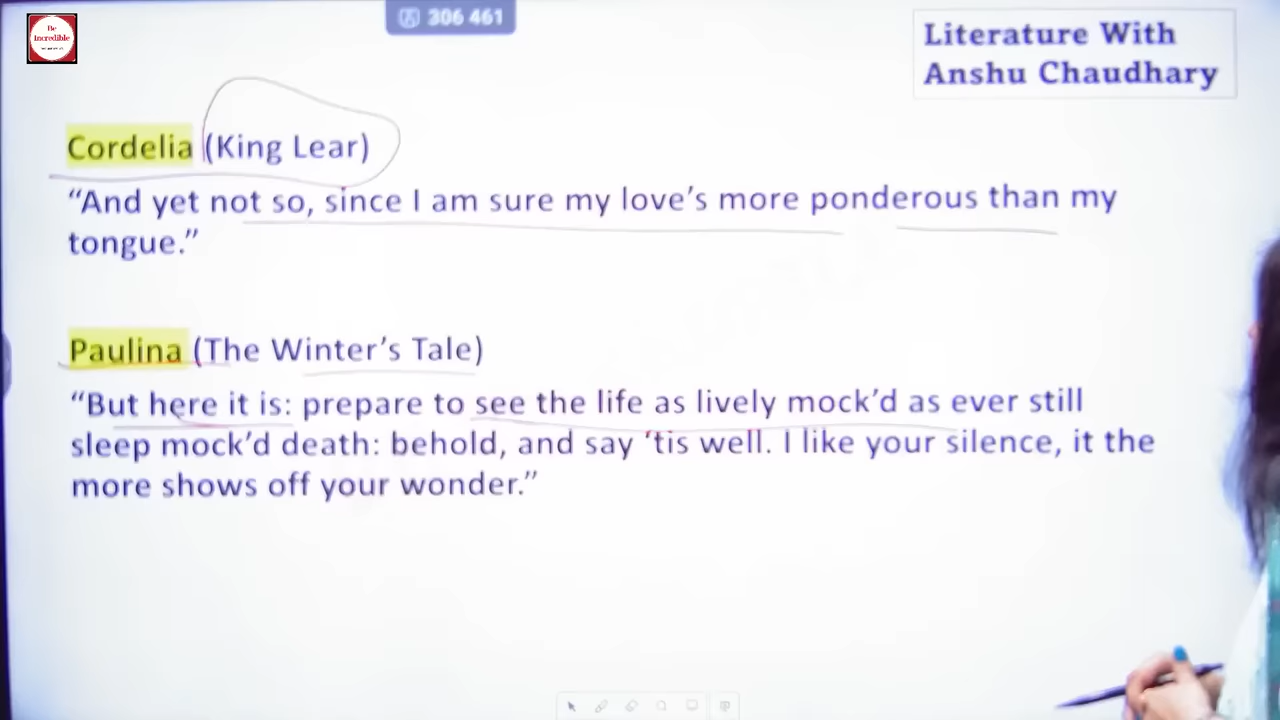 Be
Incredible
306 461
Literature With
Anshu Chaudhary
Cordelia (King Lear)
“And yet not so, since I am sure my love’s more ponderous than my
tongue.”
Paulina (The Winter’s Tale)
“But here it is: prepare to see the life as lively mock’d as ever still
sleep mock’d death: behold, and say ‘tis well. I like your silence, it the
more shows off your wonder.”